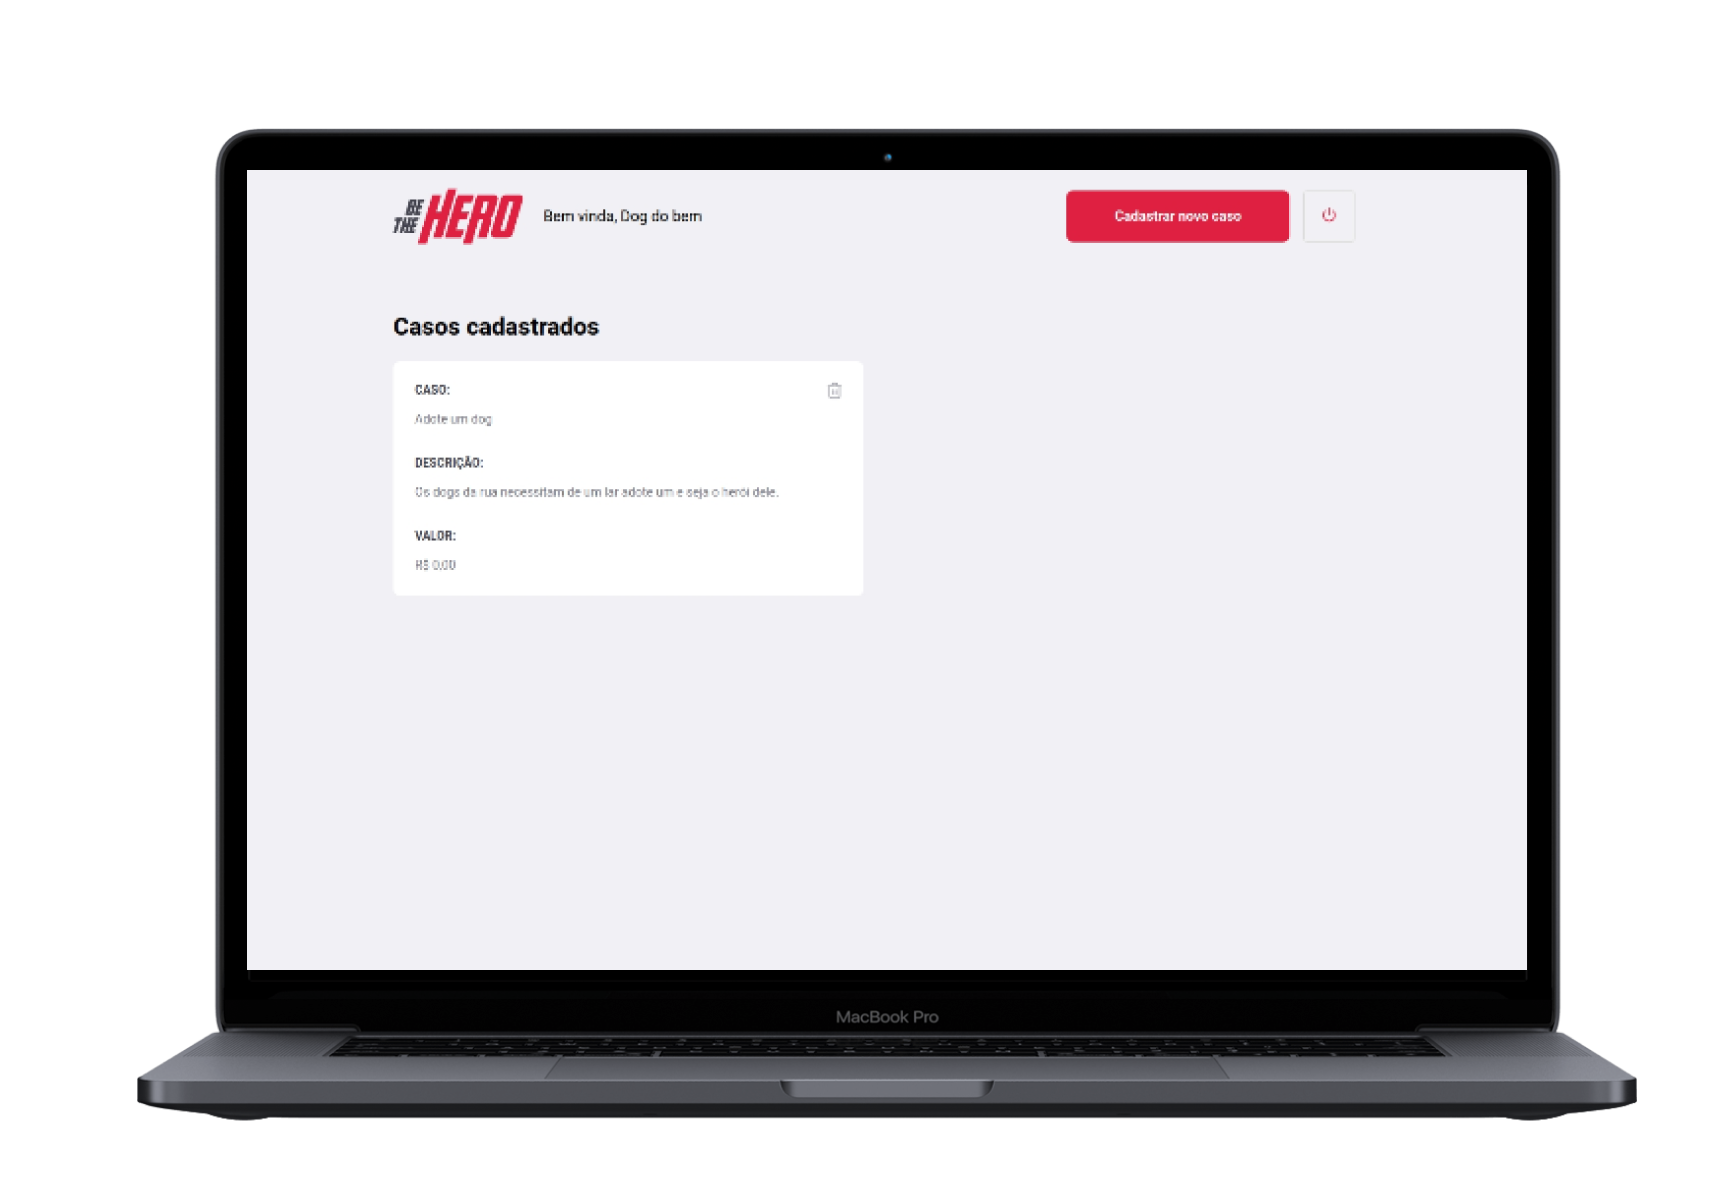 BE
THE HERO
Bem vinda, Dog do bem
Cadastrar novo caso
Casos cadastrados
CASO:
Adote um dog
DESCRIÇÃO:
Os dogs da rua necessitam de um lar adote um e seja o herói dele.
VALOR:
R$ 0,00
MacBook Pro